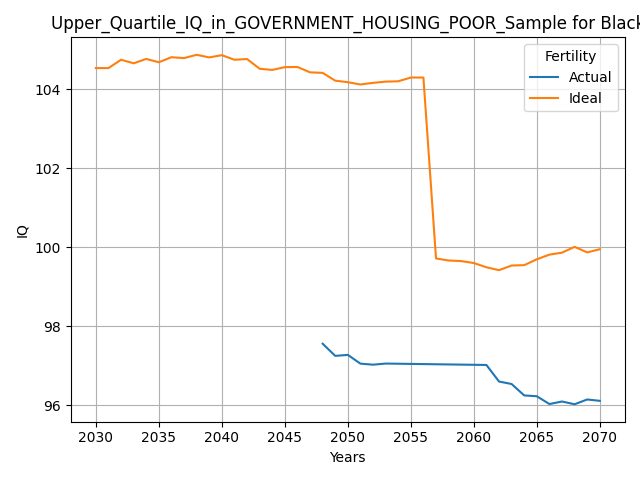 Upper_Quartile_IQ_in_GOVERNMENT_HOUSING_POOR_Sample for Black
Fertility
Actual
Ideal
104
102
100
98
96
IQ
2030 2035 2040 2045 2050 2055 2060 2065 2070
Years